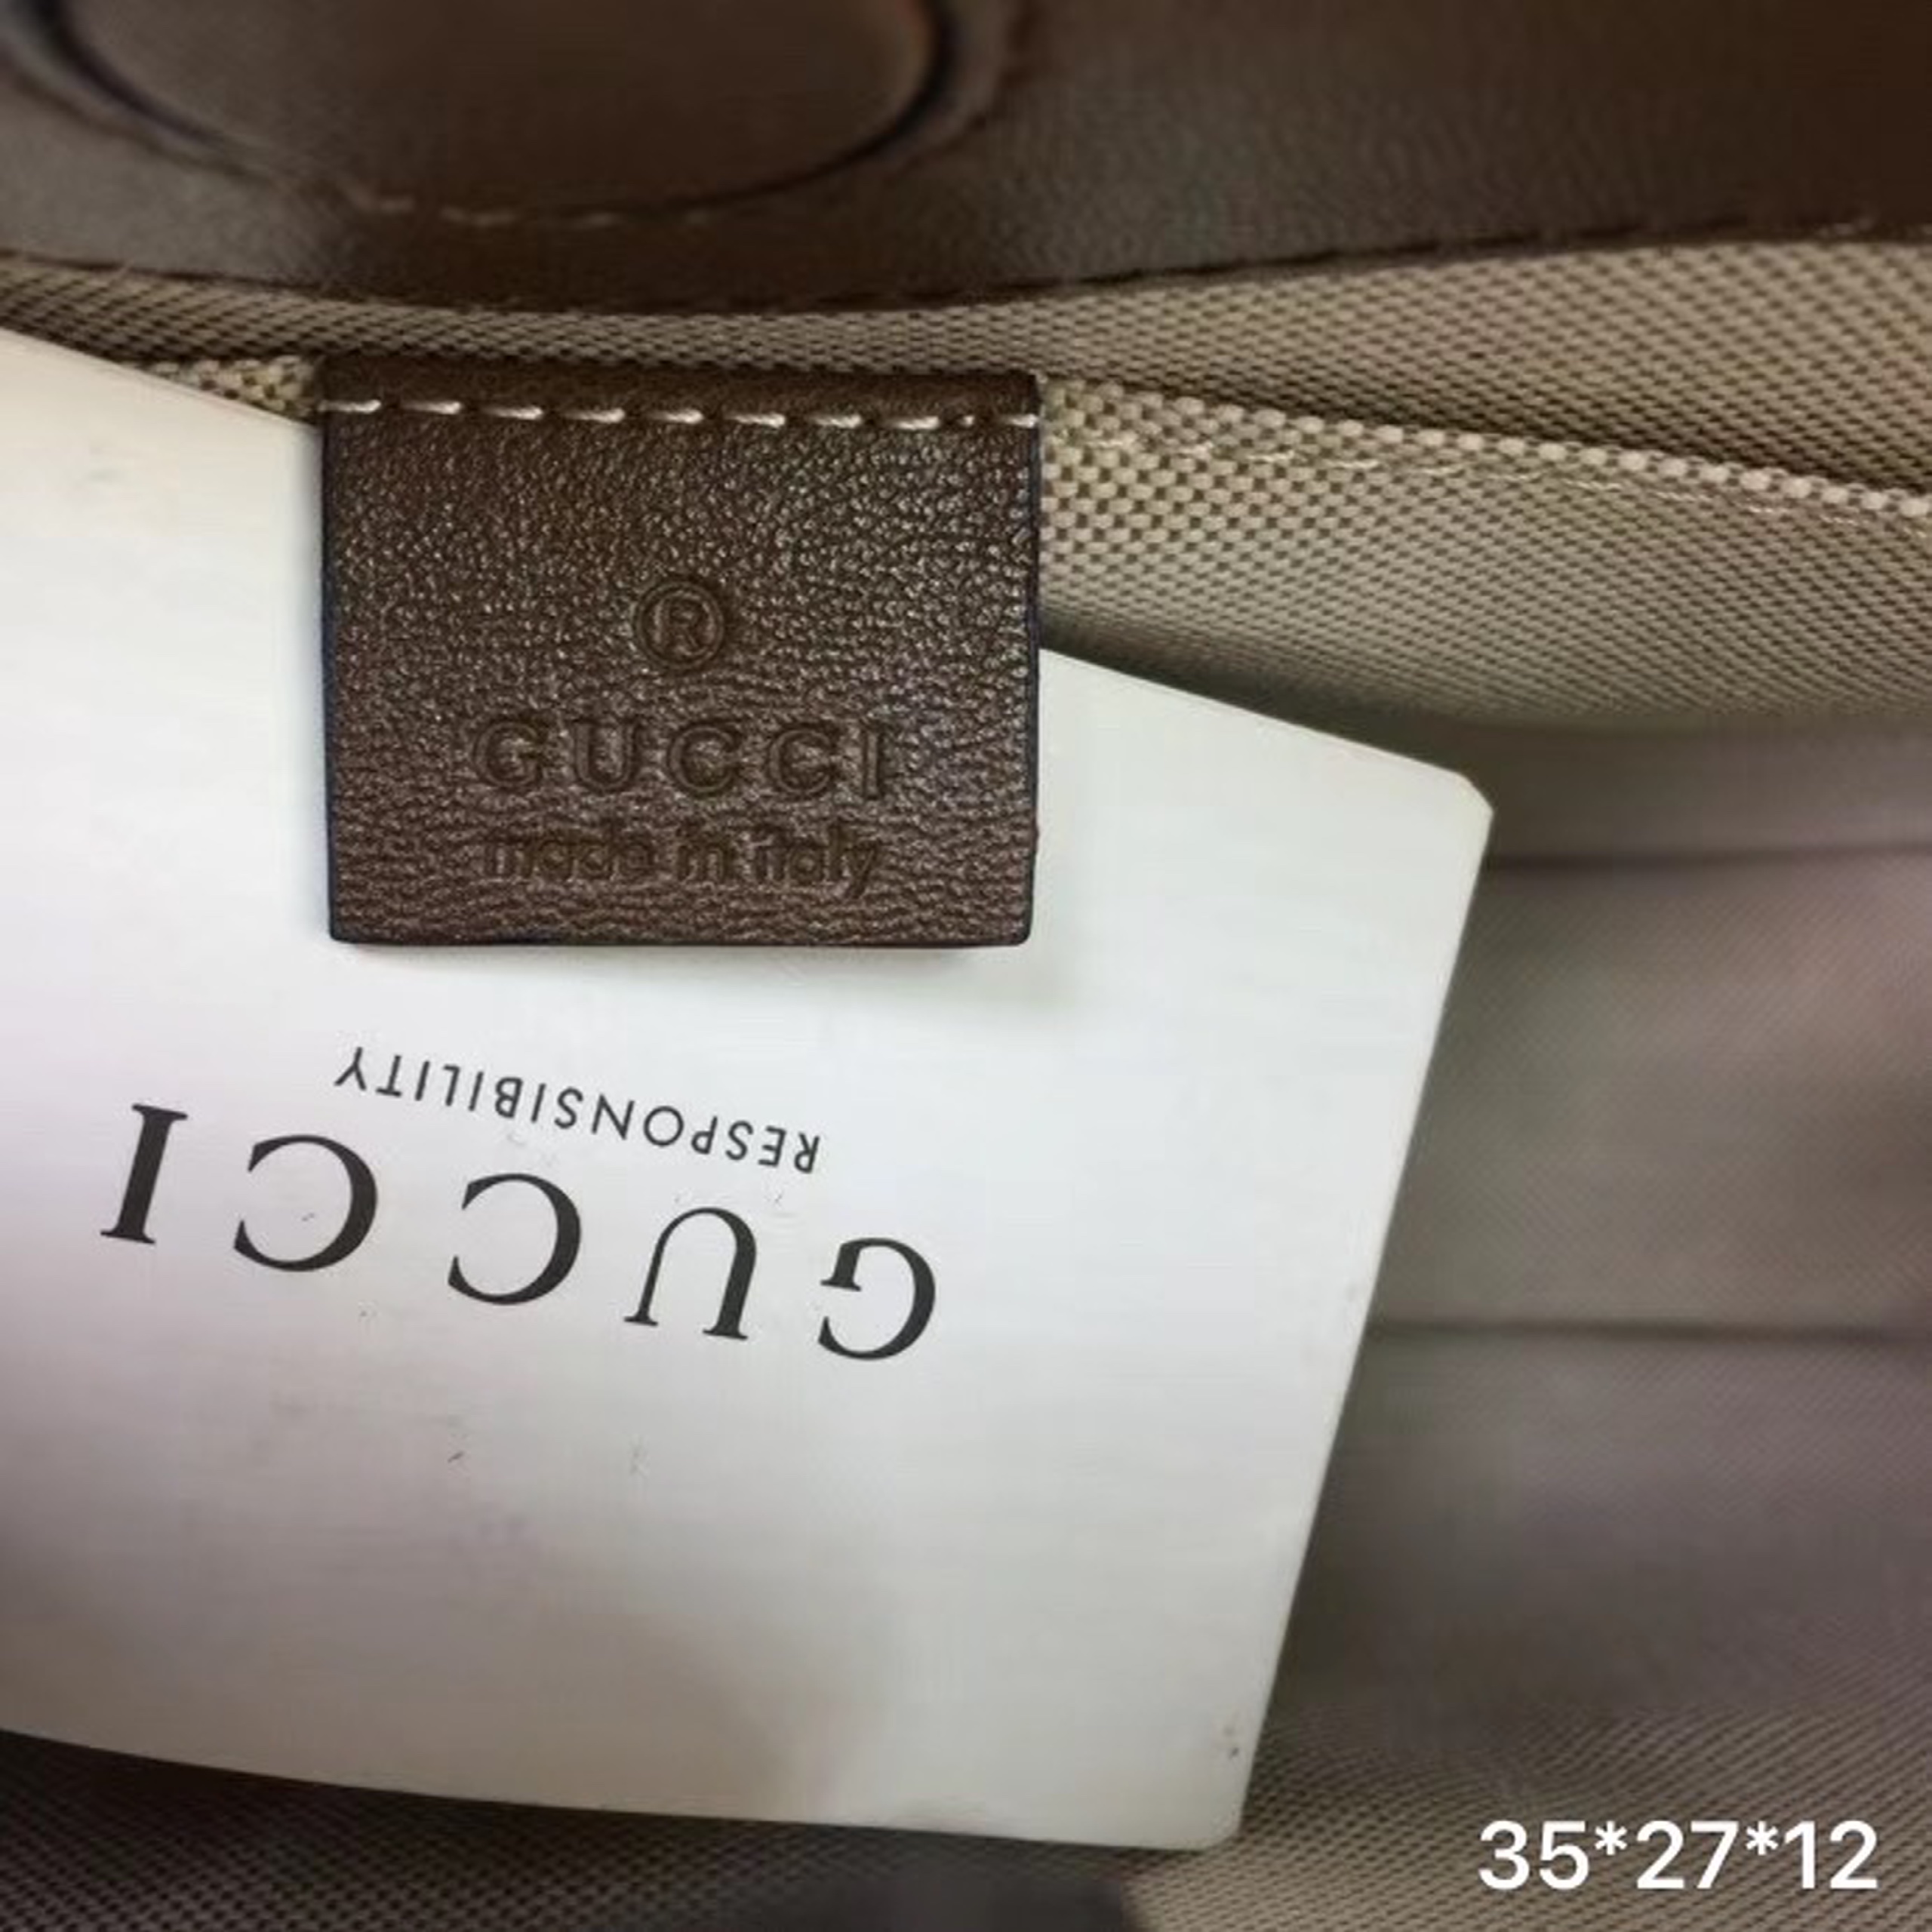 ®
GUCCI
made in italy
GUCCI
RESPONSIBILITY
35*27*12